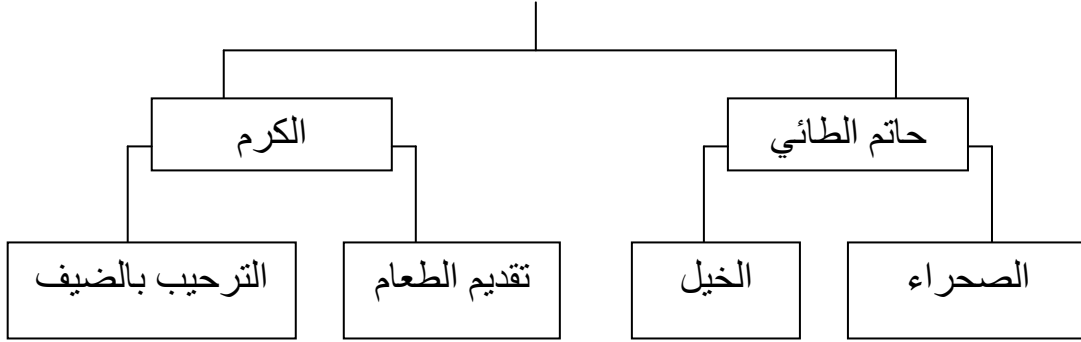 حاتم الطائي
الكرم
الصحراء
الخيل
تقديم الطعام
الترحيب بالضيف